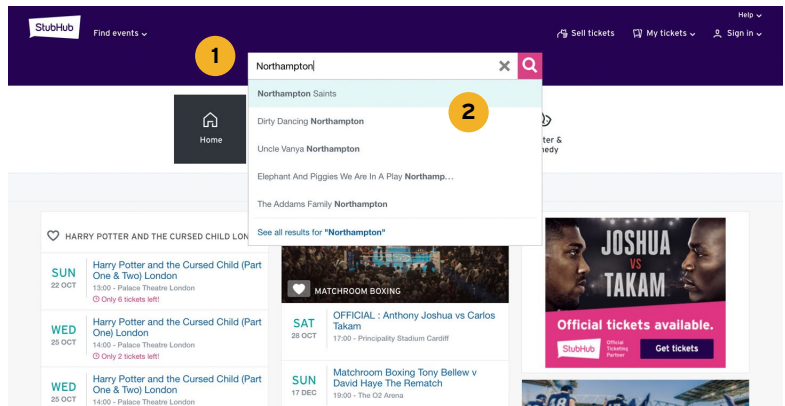 Help
StubHub
Find events
Sell tickets
My tickets
Sign in
1
Northampton
Northampton Saints
2
Dirty Dancing Northampton
Home
Uncle Vanya Northampton
Elephant And Piggies We Are In A Play Northamp...
The Addams Family Northampton
See all results for "Northampton"
HARRY POTTER AND THE CURSED CHILD LON
SUN
22 OCT
Harry Potter and the Cursed Child (Part
One & Two) London
13:00 - Palace Theatre London
Only 6 tickets left!
WED
25 OCT
Harry Potter and the Cursed Child (Part
One) London
14:00 - Palace Theatre London
Only 2 tickets left!
WED
25 OCT
Harry Potter and the Cursed Child (Part
One & Two) London
14:00 - Palace Theatre London
MATCHROOM BOXING
SAT
28 OCT
OFFICIAL : Anthony Joshua vs Carlos
Takam
17:00 - Principality Stadium Cardiff
SUN
17 DEC
Matchroom Boxing Tony Bellew v
David Haye The Rematch
19:00 - The O2 Arena
JOSHUA
VS
TAKAM
Official tickets available.
StubHub
Official
Ticketing
Partner
Get tickets